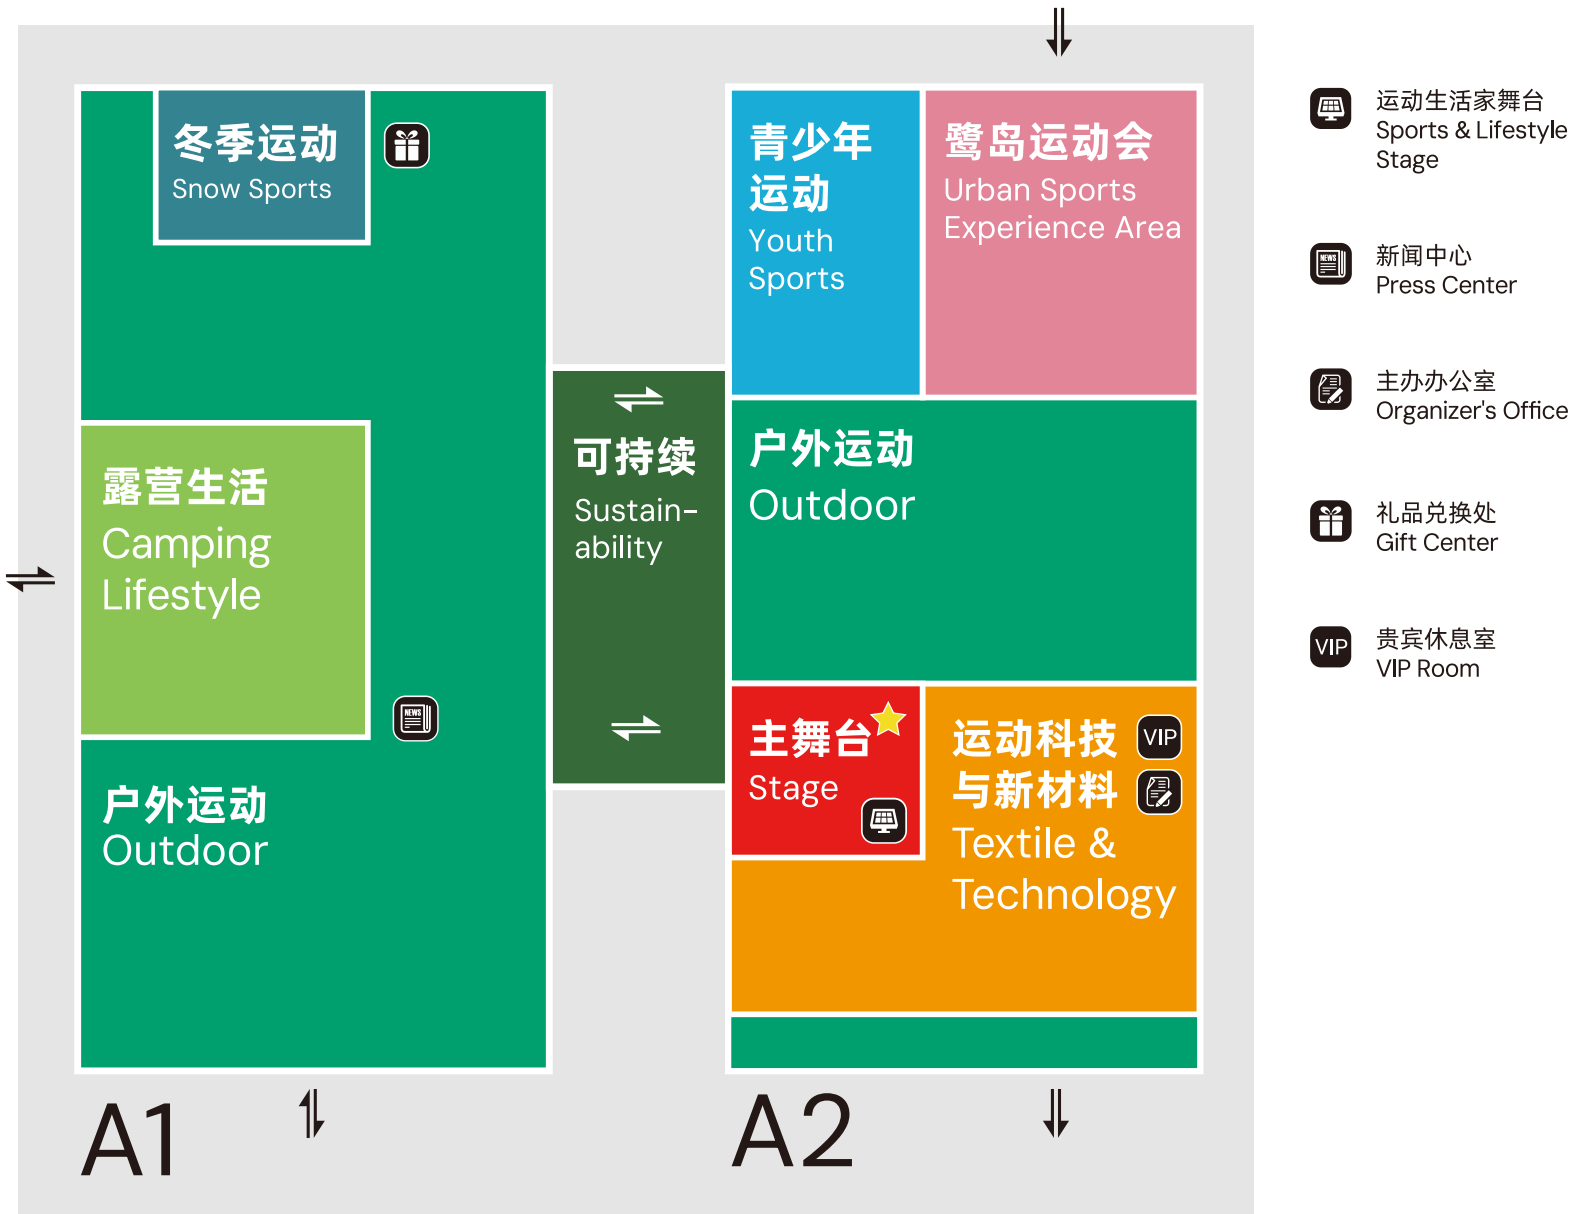 冬季运动
Snow Sports
露营生活
Camping
Lifestyle
NEWS
户外运动
Outdoor
A1
可持续
Sustain-
ability
青少年
运动
Youth
Sports
鹭岛运动会
Urban Sports
Experience Area
户外运动
Outdoor
主舞台
Stage
运动科技
与新材料
Textile &
Technology
VIP
A2
运动生活家舞台
Sports & Lifestyle
Stage
NEWS
新闻中心
Press Center
主办办公室
Organizer's Office
礼品兑换处
Gift Center
VIP
贵宾休息室
VIP Room